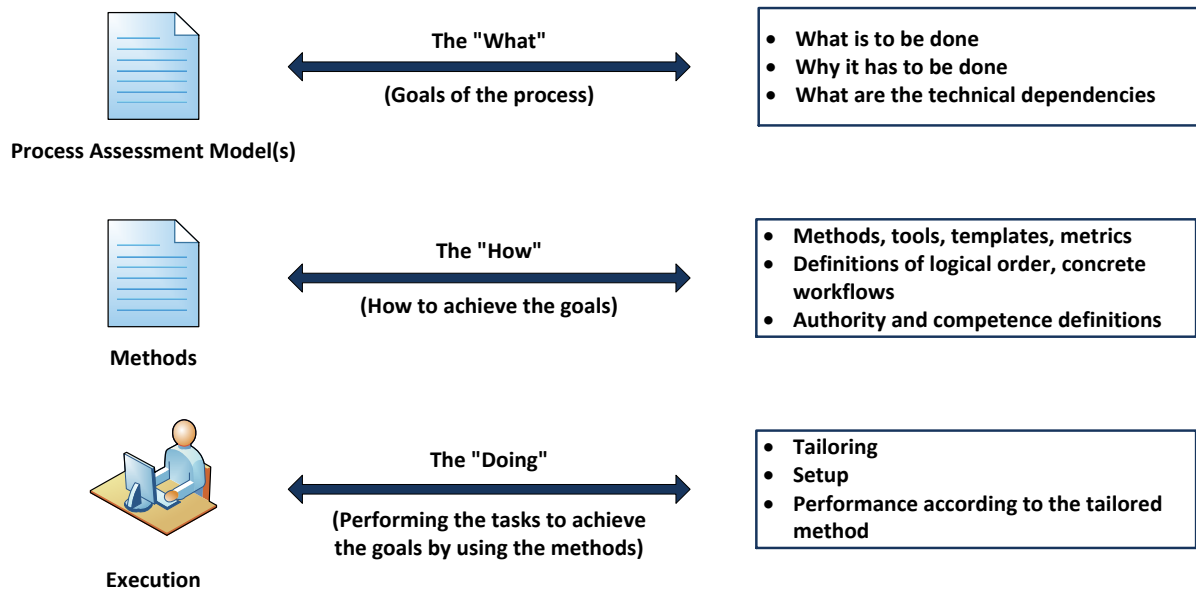 The "What"
(Goals of the process)
• What is to be done
• Why it has to be done
• What are the technical dependencies
Process Assessment Model(s)
The "How"
(How to achieve the goals)
• Methods, tools, templates, metrics
• Definitions of logical order, concrete
workflows
• Authority and competence definitions
Methods
The "Doing"
(Performing the tasks to achieve
the goals by using the methods)
• Tailoring
• Setup
• Performance according to the tailored
method
Execution